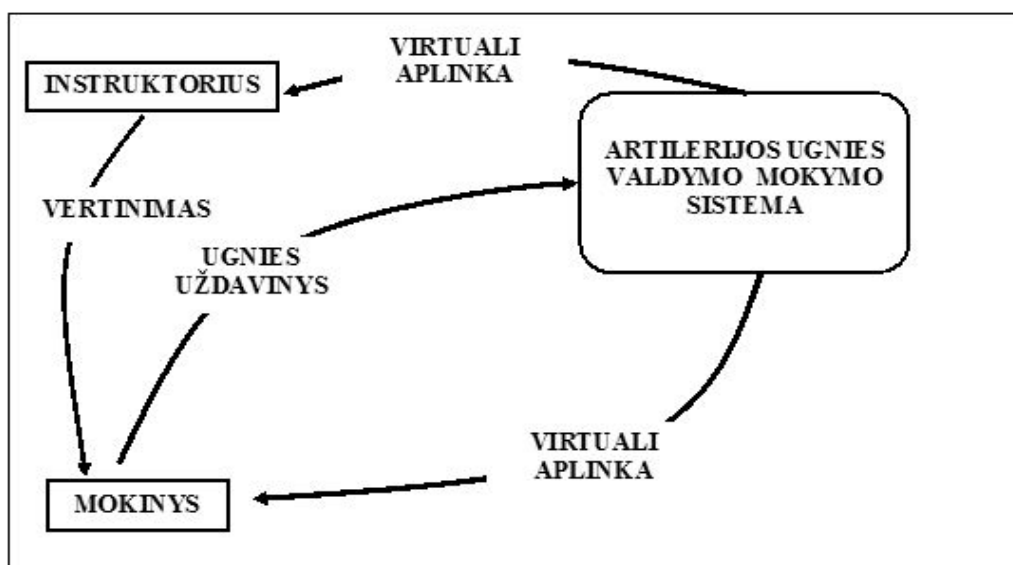 VIRTUALI
APLINKA
INSTRUKTORIUS
ARTILERIJOS UGNIES
VALDYMO MOKYMO
SISTEMA
VERTINIMAS
UGNIES
UŽDAVINYS
VIRTUALI
APLINKA
MOKINYS